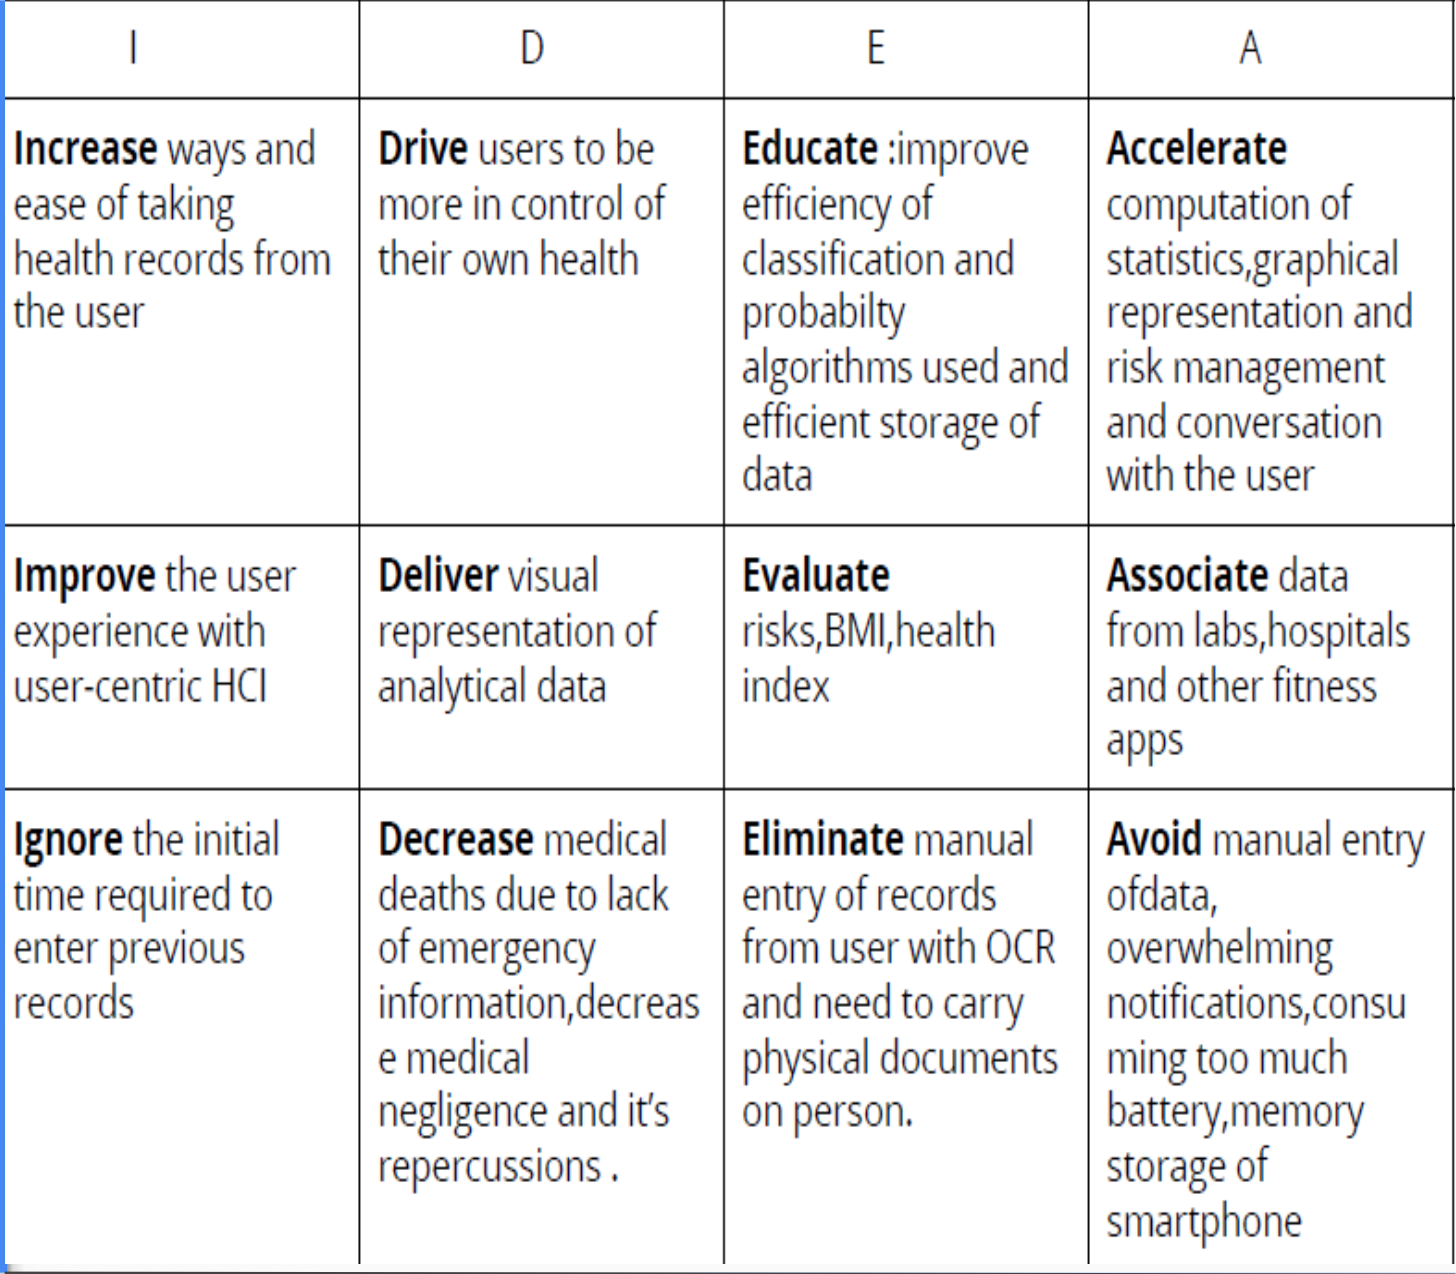 I
D
E
A
Increase ways and
ease of taking
health records from
the user
Drive users to be
more in control of
their own health
Educate :improve
efficiency of
classification and
probabilty
algorithms used and
efficient storage of
data
Accelerate
computation of
statistics,graphical
representation and
risk management
and conversation
with the user
Improve the user
experience with
user-centric HCI
Deliver visual
representation of
analytical data
Evaluate
risks,BMI,health
index
Associate data
from labs,hospitals
and other fitness
apps
Ignore the initial
time required to
enter previous
records
Decrease medical
deaths due to lack
of emergency
information,decreas
e medical
negligence and it’s
repercussions .
Eliminate manual
entry of records
from user with OCR
and need to carry
physical documents
on person.
Avoid manual entry
ofdata,
overwhelming
notifications,consu
ming too much
battery,memory
storage of
smartphone